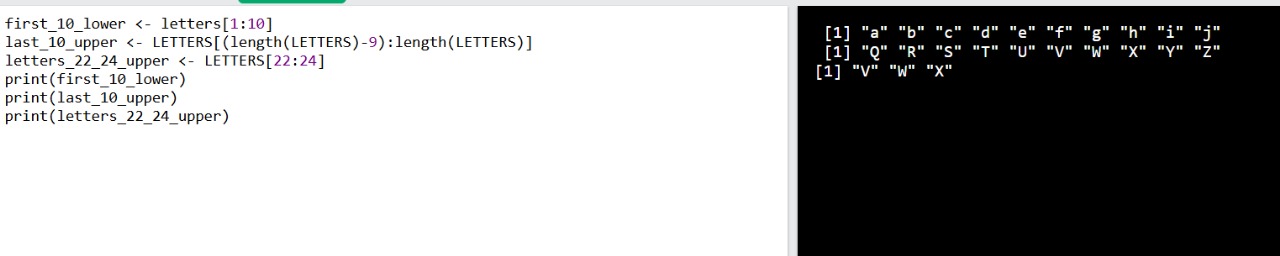 first_10_lower <- letters[1:10]
last_10_upper <- LETTERS[(length(LETTERS)-9):length(LETTERS)]
letters_22_24_upper <- LETTERS[22:24]
print(first_10_lower)
print(last_10_upper)
print(letters_22_24_upper)
[1] "a" "b" "c" "d" "e" "f" "g" "h" "i" "j"
[1] "Q" "R" "S" "T" "U" "V" "W" "X" "Y" "Z"
[1] "V" "W" "X"